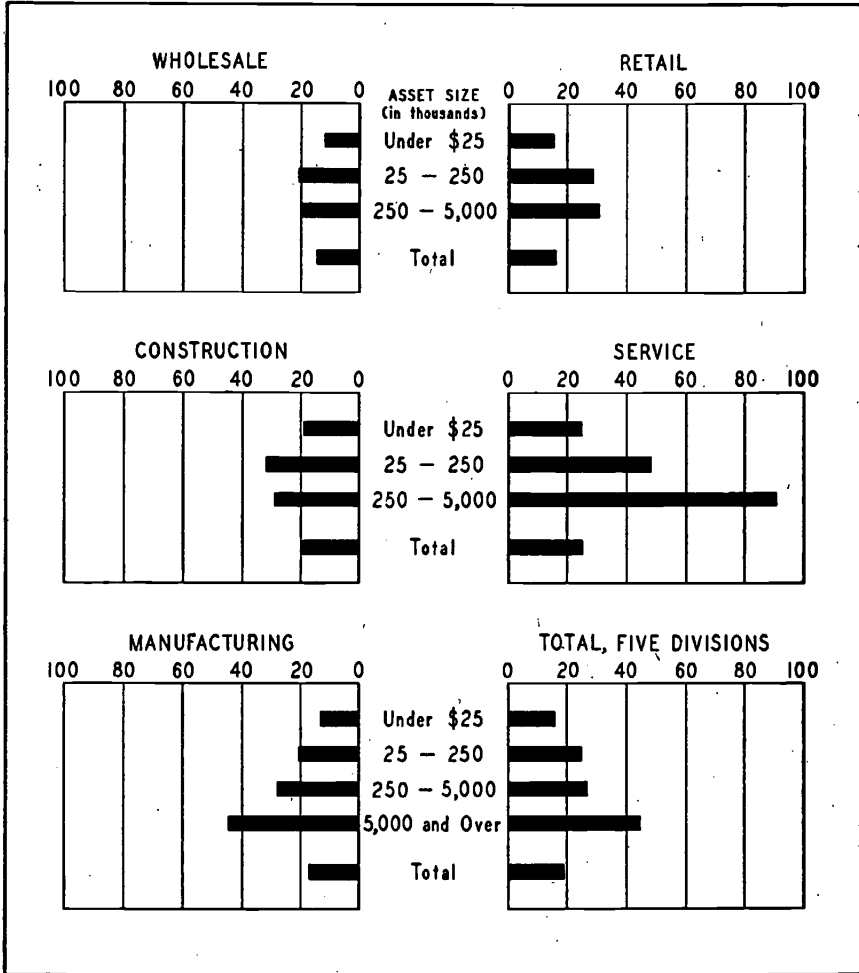 WHOLESALE
RETAIL
100 80 60 40 20 0
ASSET SIZE
(in thousands)
0 20 40 60 80 100
Under $25
25 – 250
250 – 5,000
Total
CONSTRUCTION
SERVICE
100 80 60 40 20 0
0 20 40 60 80 100
Under $25
25 – 250
250 – 5,000
Total
MANUFACTURING
TOTAL, FIVE DIVISIONS
100 80 60 40 20 0
0 20 40 60 80 100
Under $25
25 – 250
250 – 5,000
5,000 and Over
Total